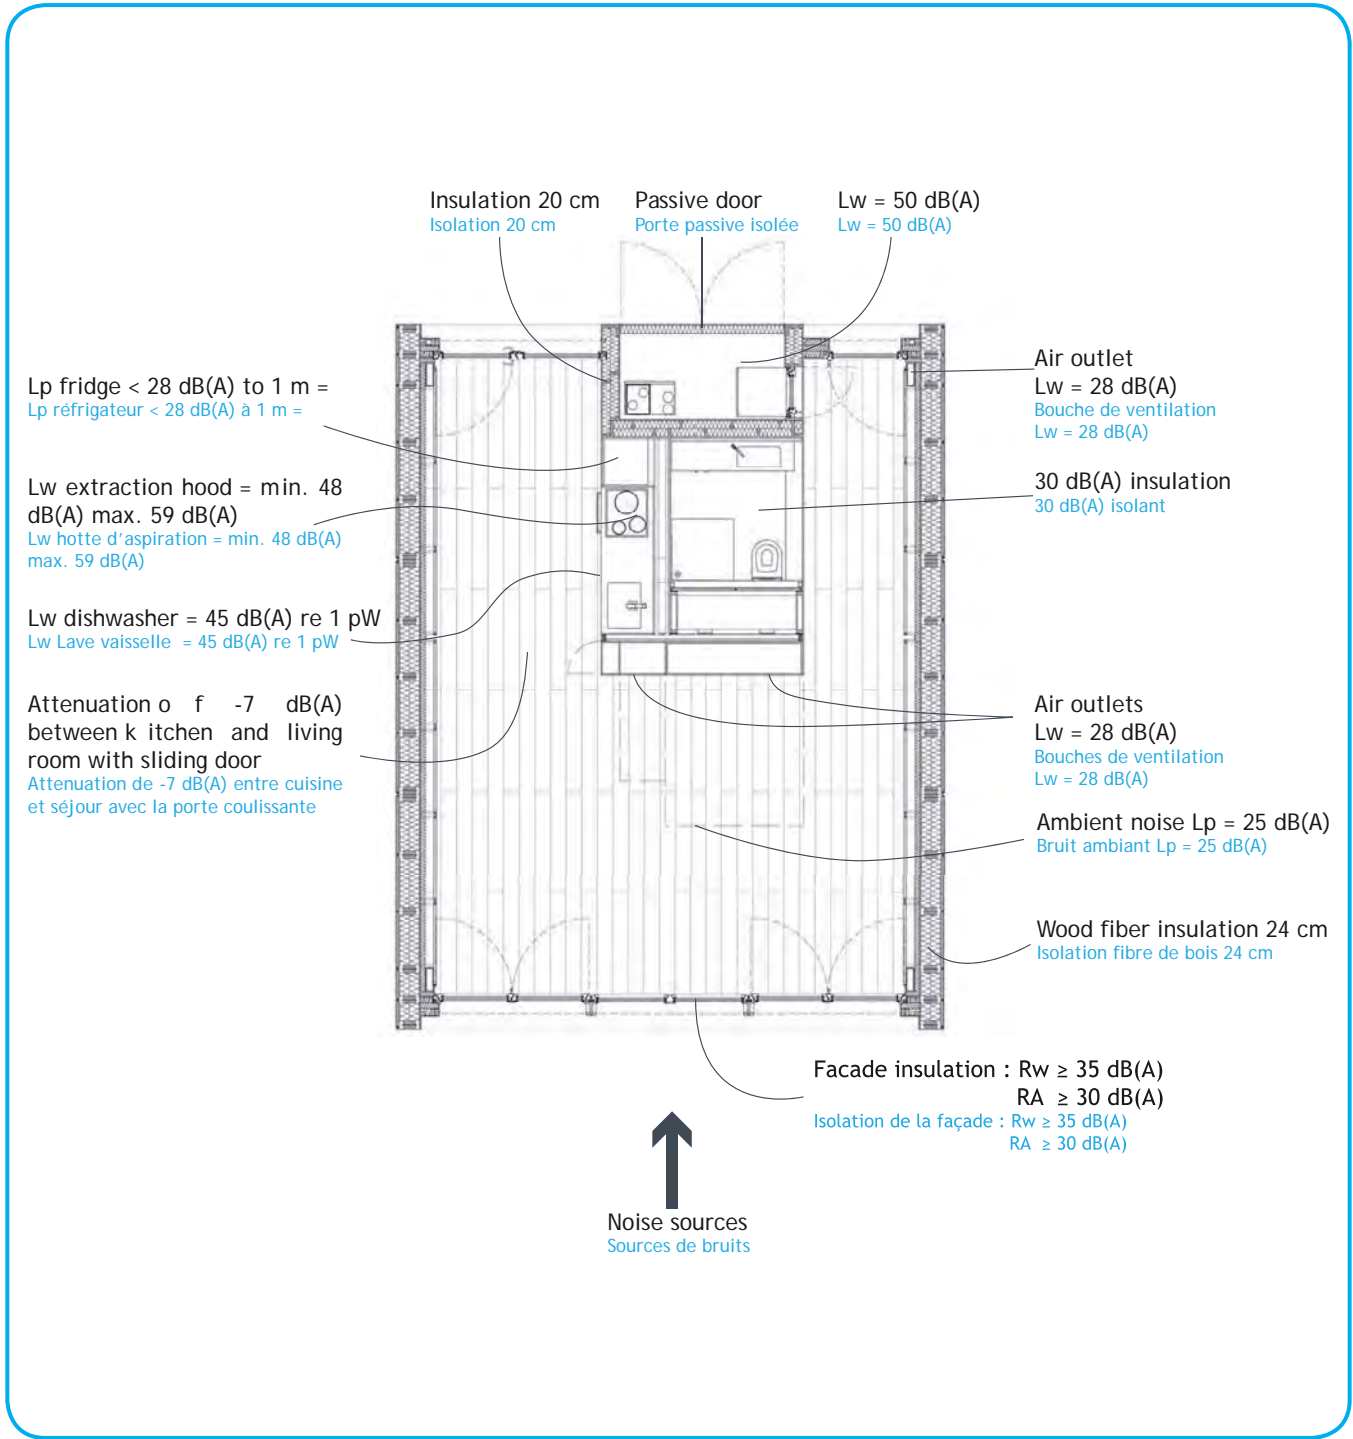 Insulation 20 cm
Isolation 20 cm
Passive door
Porte passive isolée
Lw = 50 dB(A)
Lw = 50 dB(A)
Lp fridge < 28 dB(A) to 1 m =
Lp réfrigateur < 28 dB(A) à 1 m =
Lw extraction hood = min. 48
dB(A) max. 59 dB(A)
Lw hotte d'aspiration = min. 48 dB(A)
max. 59 dB(A)
Lw dishwasher = 45 dB(A) re 1 pW
Lw Lave vaisselle = 45 dB(A) re 1 pW
Attenuation o f -7 dB(A)
between k itchen and living
room with sliding door
Attenuation de -7 dB(A) entre cuisine
et séjour avec la porte coulissante
Air outlet
Lw = 28 dB(A)
Bouche de ventilation
Lw = 28 dB(A)
30 dB(A) insulation
30 dB(A) isolant
Air outlets
Lw = 28 dB(A)
Bouches de ventilation
Lw = 28 dB(A)
Ambient noise Lp = 25 dB(A)
Bruit ambiant Lp = 25 dB(A)
Wood fiber insulation 24 cm
Isolation fibre de bois 24 cm
Facade insulation : Rw ≥ 35 dB(A)
RA ≥ 30 dB(A)
Isolation de la façade : Rw ≥ 35 dB(A)
RA ≥ 30 dB(A)
Noise sources
Sources de bruits